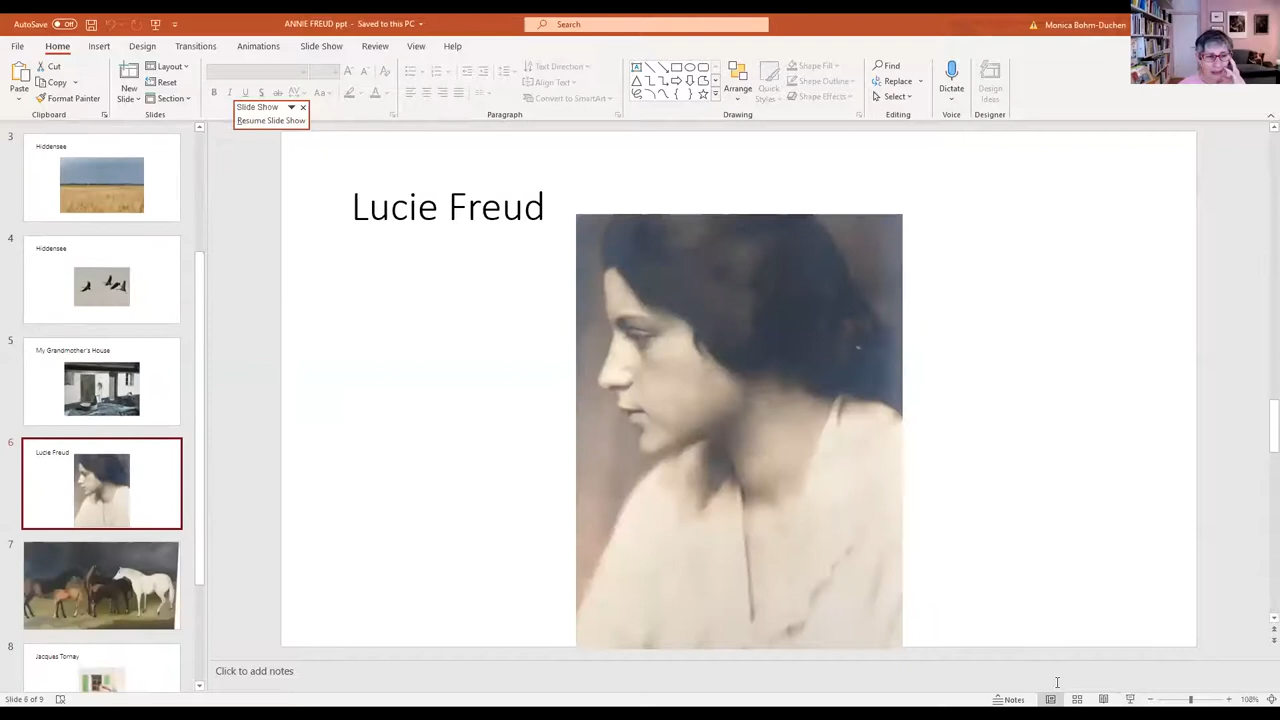 AutoSave Off ANNIE FREUD ppt - Saved to this PC Search Monica Bohm-Duchen
File Home Insert Design Transitions Animations Slide Show Review View Help
Paste Cut Copy Format Painter
Clipboard
New Slide Layout Reset Section
Slides
Slide Show
Resume Slide Show
Text Direction
Align Text
Convert to SmartArt
Paragraph
Arrange Quick Styles Shape Fill Shape Outline Shape Effects
Drawing
Find
Replace
Select
Editing
Dictate
Voice
Design Ideas
Designer
3
Hiddensee
4
Hiddensee
5
My Grandmother's House
6
Lucie Freud
7
8
Jacques Tornay
Lucie Freud
Click to add notes
Slide 6 of 9 Notes 108%